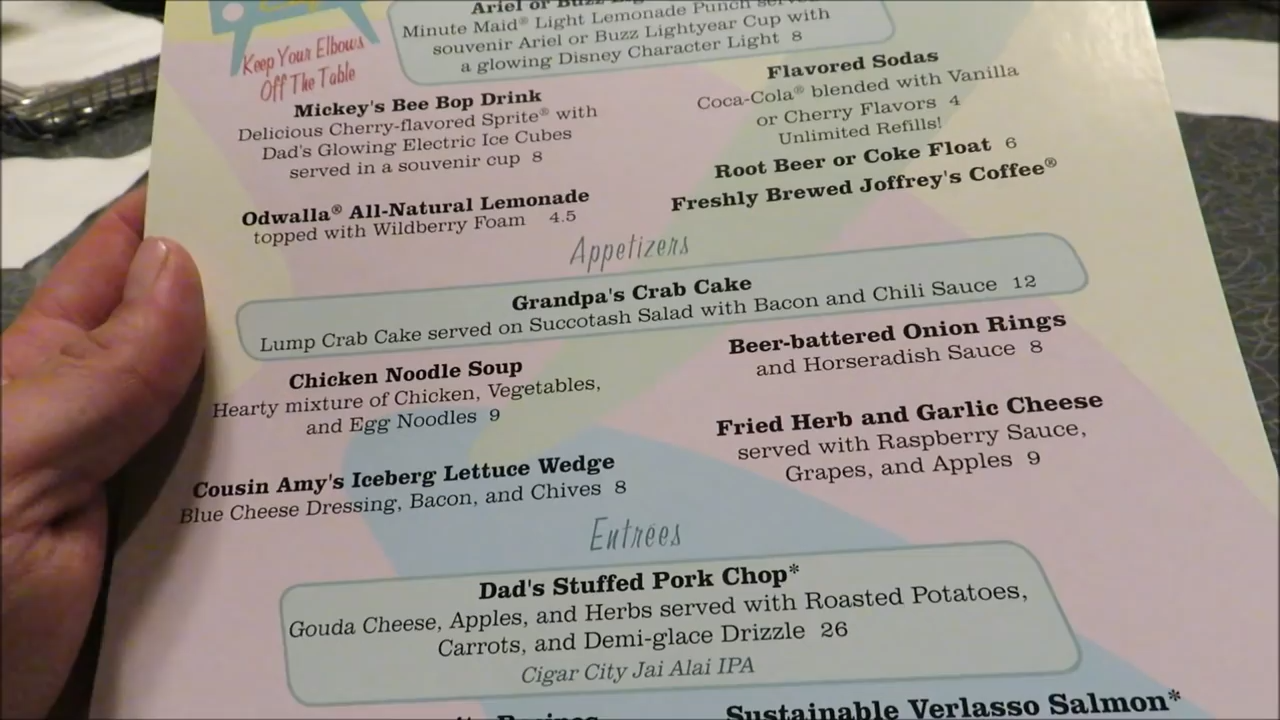 Keep Your Elbows
Off The Table
Ariel or Buzz
Minute Maid® Light Lemonade Punch
souvenir Ariel or Buzz Lightyear Cup with
a glowing Disney Character Light 8
Mickey's Bee Bop Drink
Delicious Cherry-flavored Sprite® with
Dad's Glowing Electric Ice Cubes
served in a souvenir cup 8
Odwalla® All-Natural Lemonade
topped with Wildberry Foam 4.5
Flavored Sodas
Coca-Cola® blended with Vanilla
or Cherry Flavors 4
Unlimited Refills!
Root Beer or Coke Float 6
Freshly Brewed Joffrey's Coffee®
Appetizers
Grandpa's Crab Cake
Lump Crab Cake served on Succotash Salad with Bacon and Chili Sauce 12
Chicken Noodle Soup
Hearty mixture of Chicken, Vegetables,
and Egg Noodles 9
Cousin Amy's Iceberg Lettuce Wedge
Blue Cheese Dressing, Bacon, and Chives 8
Beer-battered Onion Rings
and Horseradish Sauce 8
Fried Herb and Garlic Cheese
served with Raspberry Sauce,
Grapes, and Apples 9
Entrées
Dad's Stuffed Pork Chop*
Gouda Cheese, Apples, and Herbs served with Roasted Potatoes,
Carrots, and Demi-glace Drizzle 26
Cigar City Jai Alai IPA
Sustainable Verlasso Salmon*